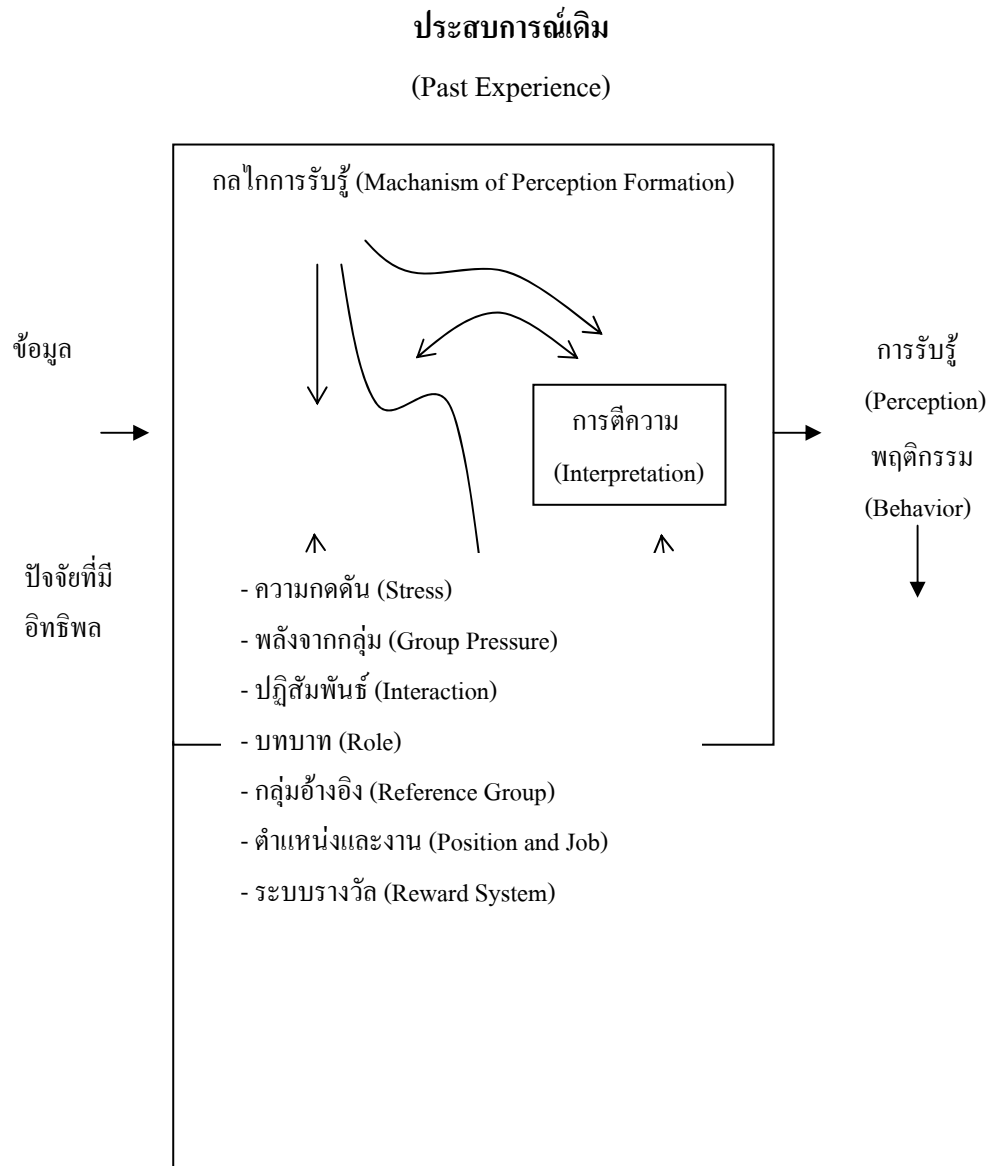 ประสบการณ์เดิม
(Past Experience)
กลไกการรับรู้ (Machanism of Perception Formation)
ข้อมูล
การตีความ
(Interpretation)
การรับรู้
(Perception)
พฤติกรรม
(Behavior)
ปัจจัยที่มี
อิทธิพล
- ความกดดัน (Stress)
- พลังจากกลุ่ม (Group Pressure)
- ปฏิสัมพันธ์ (Interaction)
- บทบาท (Role)
- กลุ่มอ้างอิง (Reference Group)
- ตำแหน่งและงาน (Position and Job)
- ระบบรางวัล (Reward System)